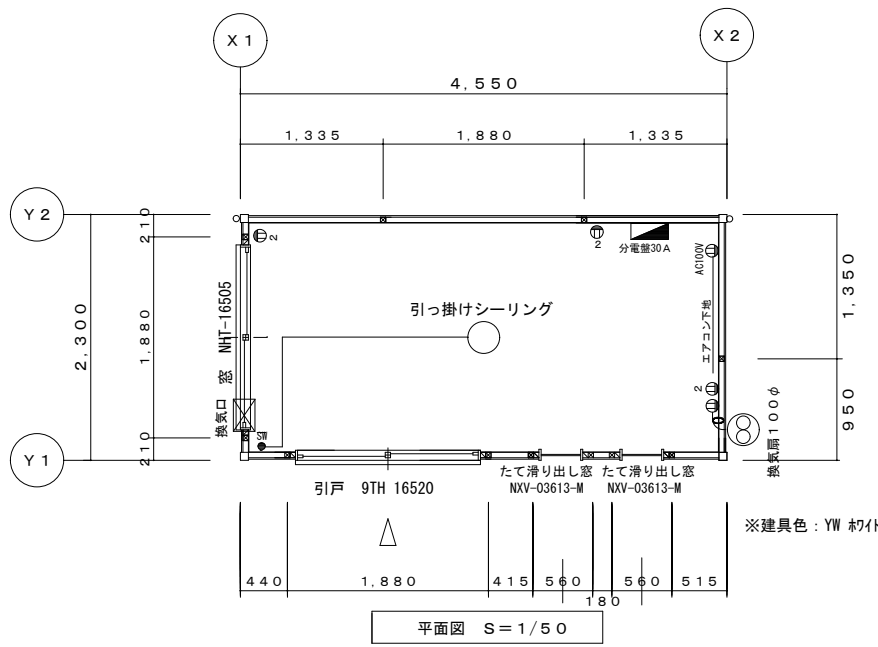 X1
X2
4,550
1,335
1,880
1,335
Y2
210
2
2
分電盤30A
AC100V
1,350
2,300
1,880
窓 NHT-16505
引っ掛けシーリング
エアコン下地
換気口
2
950
SW
換気扇100φ
Y1
210
引戸 9TH 16520
たて滑り出し窓
NXV-03613-M
たて滑り出し窓
NXV-03613-M
※建具色：YW ホワイト
440
1,880
415
560
180
560
515
平面図 S=1/50